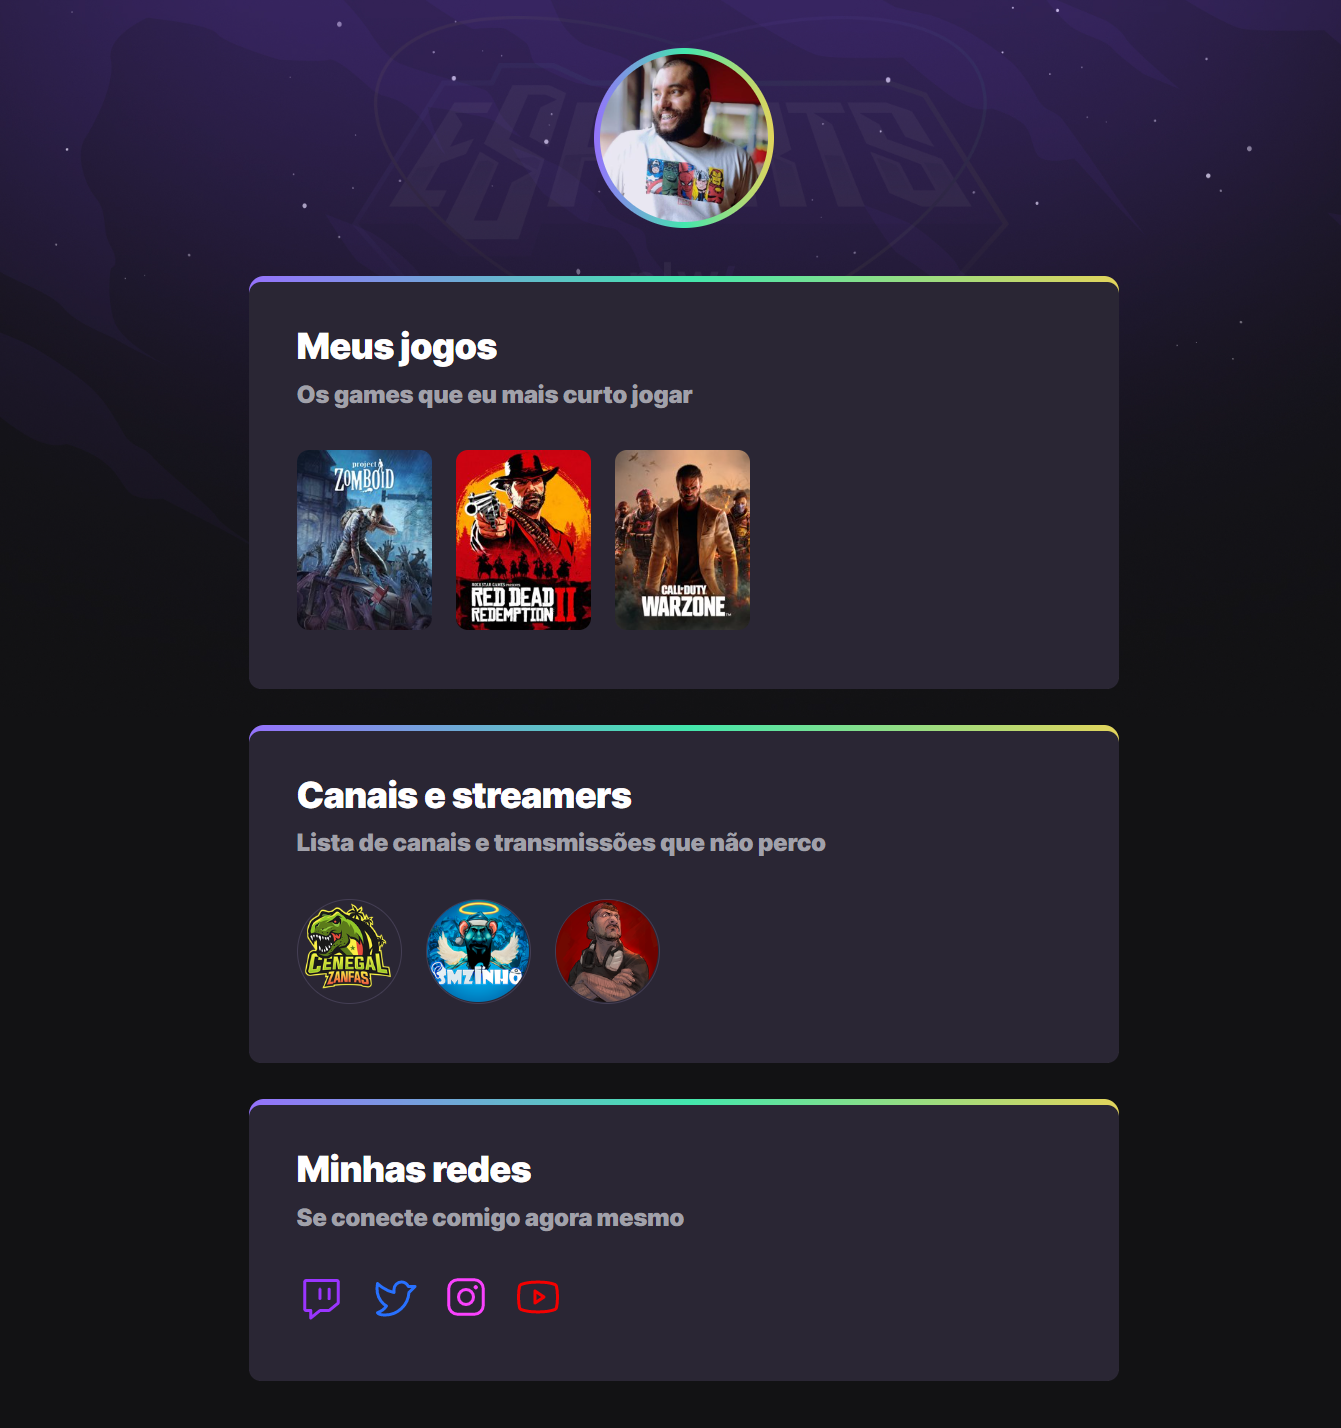 ESPORTS
Meus jogos
Os games que eu mais curto jogar
project
ZOMBOID
ROCKSTAR GAMES PRESENTS
RED DEAD
REDEMPTION II
CALL OF DUTY
WARZONE
Canais e streamers
Lista de canais e transmissões que não perco
CENEGAL
ZANFAS
3MZINHO
Minhas redes
Se conecte comigo agora mesmo